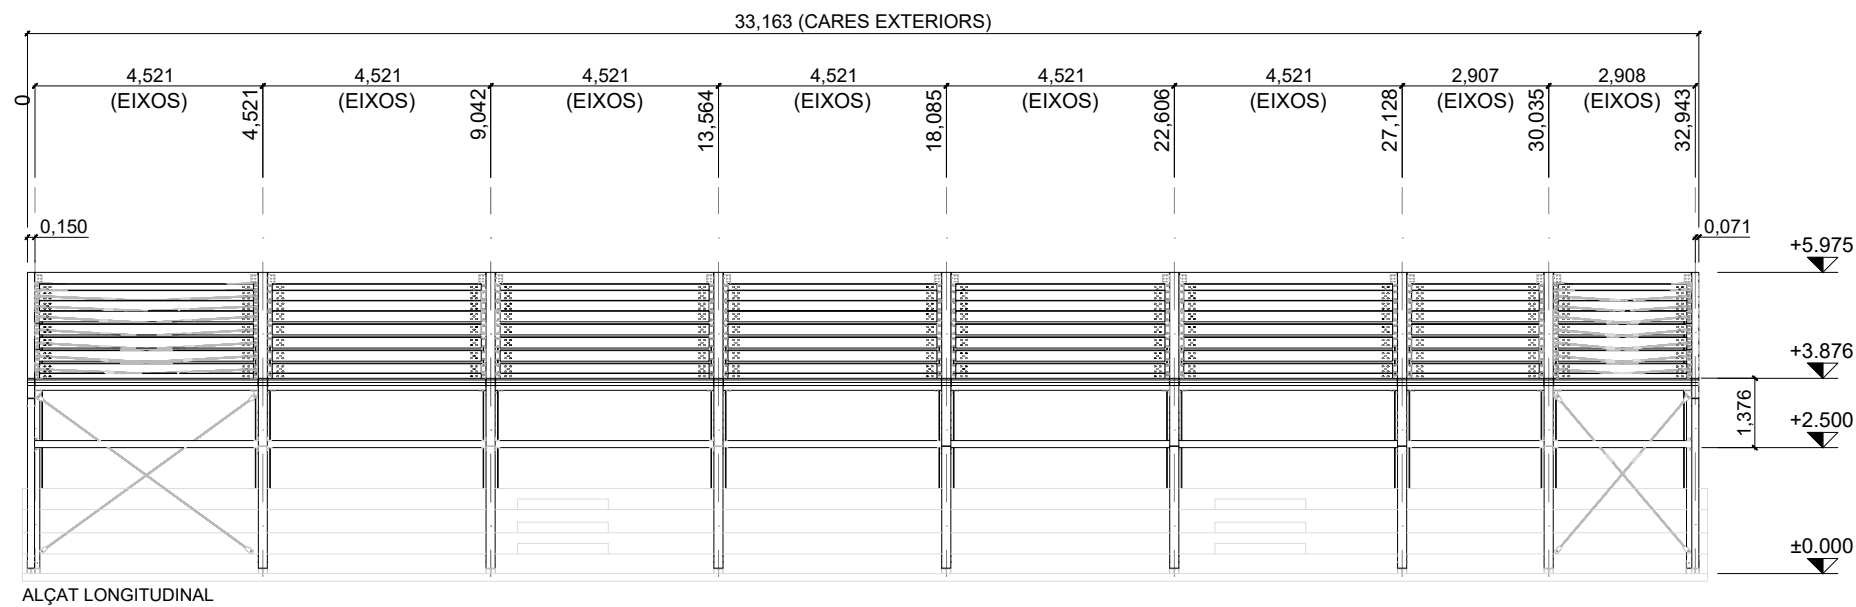 33,163 (CARES EXTERIORS)
4,521 4,521 4,521 4,521 4,521 4,521 2,907 2,908
(EIXOS) (EIXOS) (EIXOS) (EIXOS) (EIXOS) (EIXOS) (EIXOS) (EIXOS)
0 4,521 9,042 13,564 18,085 22,606 27,128 30,035 32,943
0,150 0,071
+5.975
+3.876
1,376
+2.500
±0.000
ALÇAT LONGITUDINAL